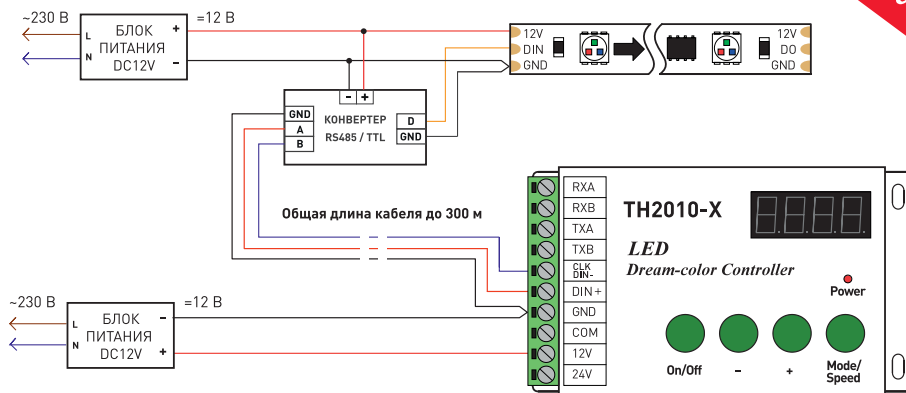 ~230 В
=12 В
L
N
БЛОК
ПИТАНИЯ
DC12V
+
–
12V
DIN
GND
12V
DO
GND
– +
GND
A
B
КОНВЕРТЕР
RS485 / TTL
D
GND
Общая длина кабеля до 300 м
RXA
RXB
TXA
TXB
CLK
DIN-
DIN+
GND
COM
12V
24V
TH2010-X
LED
Dream-color Controller
Power
On/Off
–
+
Mode/
Speed
~230 В
=12 В
L
N
БЛОК
ПИТАНИЯ
DC12V
–
+